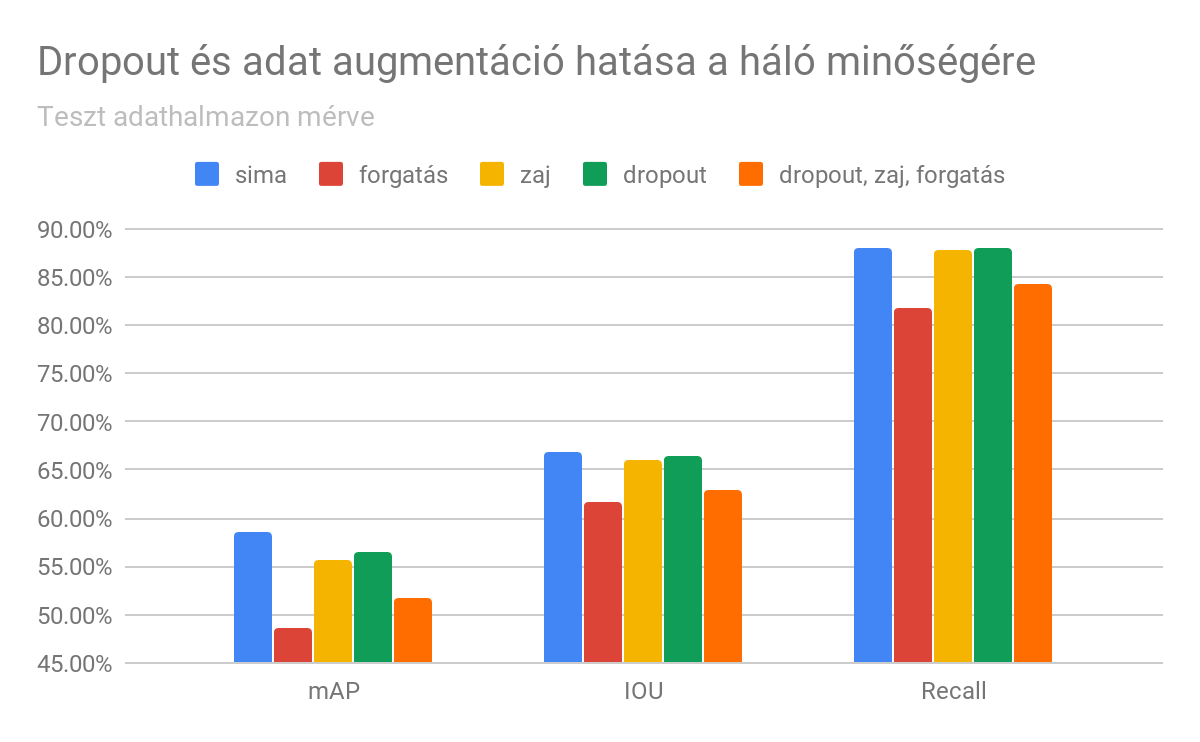 Dropout és adat augmentáció hatása a háló minőségére
Teszt adathalmazon mérve
sima forgatás zaj dropout dropout, zaj, forgatás
90.00%
85.00%
80.00%
75.00%
70.00%
65.00%
60.00%
55.00%
50.00%
45.00%
mAP IOU Recall